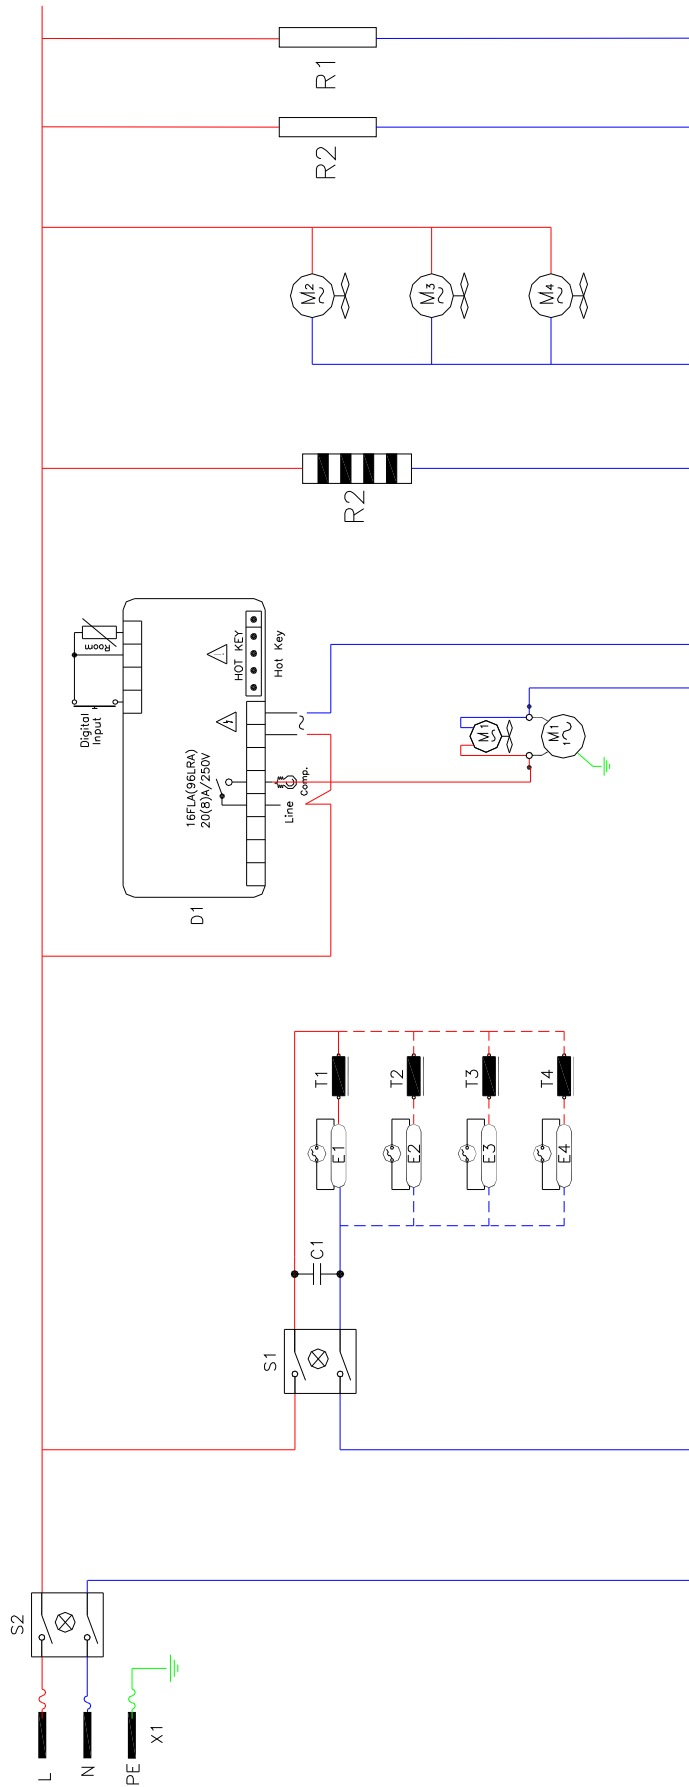 R1
R2
M2
M3
M4
R2
Digital
Input
Room
HOT KEY
Hot Key
16FLA(96LRA)
20(8)A/250V
Line
Comp.
D1
M1
M1
1
T1
T2
T3
T4
E1
E2
E3
E4
C1
S1
S2
L
N
PE
X1